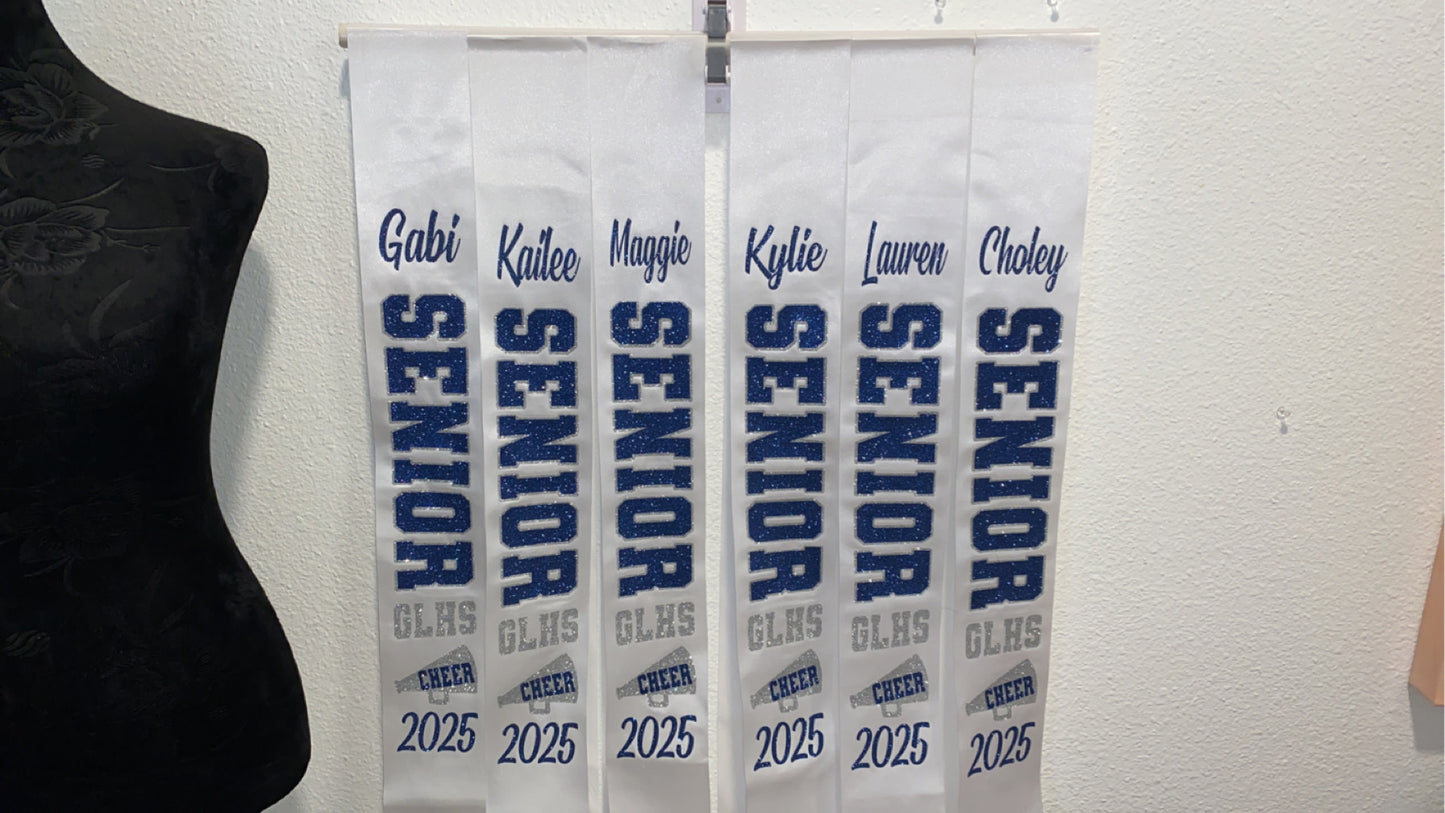 Gabi
SENIOR
GLHS
CHEER
2025
Kailee
SENIOR
GLHS
CHEER
2025
Maggie
SENIOR
GLHS
CHEER
2025
Kylie
SENIOR
GLHS
CHEER
2025
Lauren
SENIOR
GLHS
CHEER
2025
Choley
SENIOR
GLHS
CHEER
2025